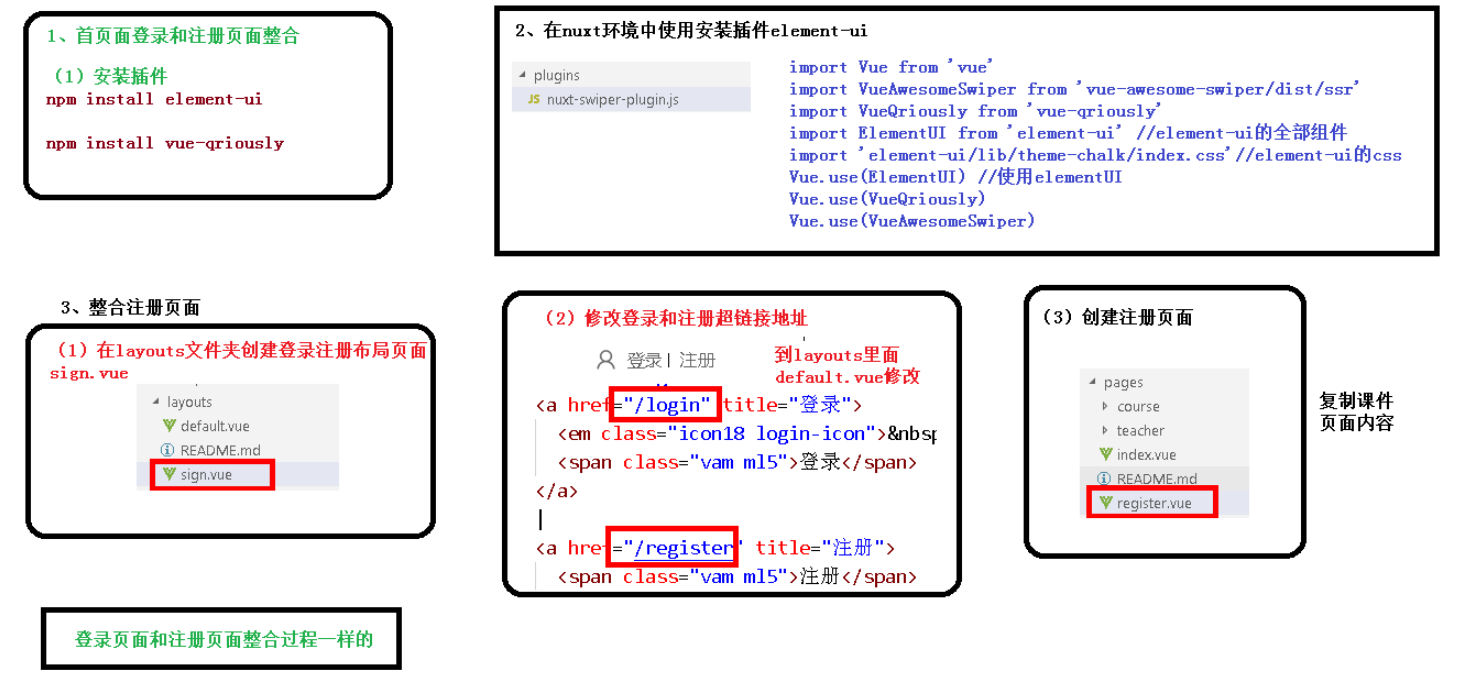 1、首页面登录和注册页面整合
（1）安装插件
npm install element-ui
npm install vue-qriously
2、在nuxt环境中使用安装插件element-ui
plugins
JS nuxt-swiper-plugin.js
import Vue from 'vue'
import VueAwesomeSwiper from 'vue-awesome-swiper/dist/ssr'
import VueQriously from 'vue-qriously'
import ElementUI from 'element-ui' //element-ui的全部组件
import 'element-ui/lib/theme-chalk/index.css'//element-ui的css
Vue.use(ElementUI) //使用elementUI
Vue.use(VueQriously)
Vue.use(VueAwesomeSwiper)
3、整合注册页面
（1）在layouts文件夹创建登录注册布局页面
sign.vue
layouts
default.vue
README.md
sign.vue
（2）修改登录和注册超链接地址
登录 | 注册
到layouts里面
default.vue修改
<a href="/login" title="登录">
<em class="icon18 login-icon">&nbsp
<span class="vam ml5">登录</span>
</a>
<a href="/register" title="注册">
<span class="vam ml5">注册</span>
（3）创建注册页面
pages
course
teacher
index.vue
README.md
register.vue
复制课件
页面内容
登录页面和注册页面整合过程一样的